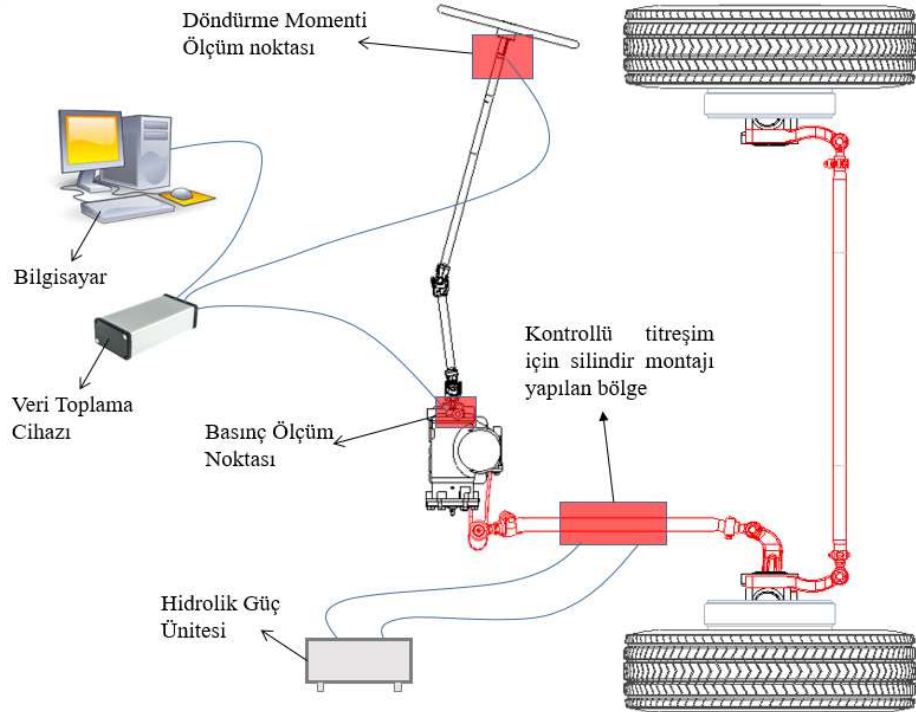 Döndürme Momenti
Ölçüm noktası
Bilgisayar
Kontrollü titreşim
için silindir montajı
yapılan bölge
Veri Toplama
Cihazı
Basınç Ölçüm
Noktası
Hidrolik Güç
Ünitesi